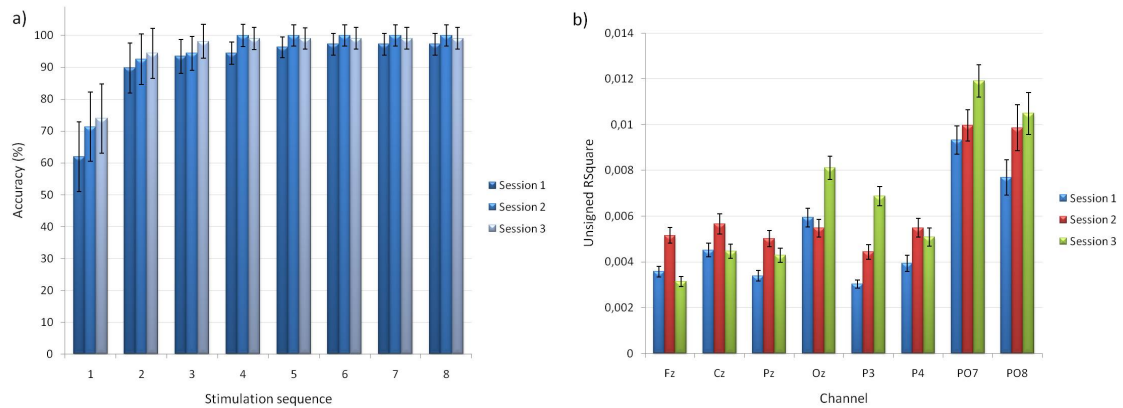 a)
100
90
80
70
60
50
40
30
20
10
0
Accuracy (%)
1 2 3 4 5 6 7 8
Stimulation sequence
Session 1
Session 2
Session 3
b)
0,014
0,012
0,01
0,008
0,006
0,004
0,002
0
Unsigned RSquare
Fz Cz Pz Oz P3 P4 PO7 PO8
Channel
Session 1
Session 2
Session 3